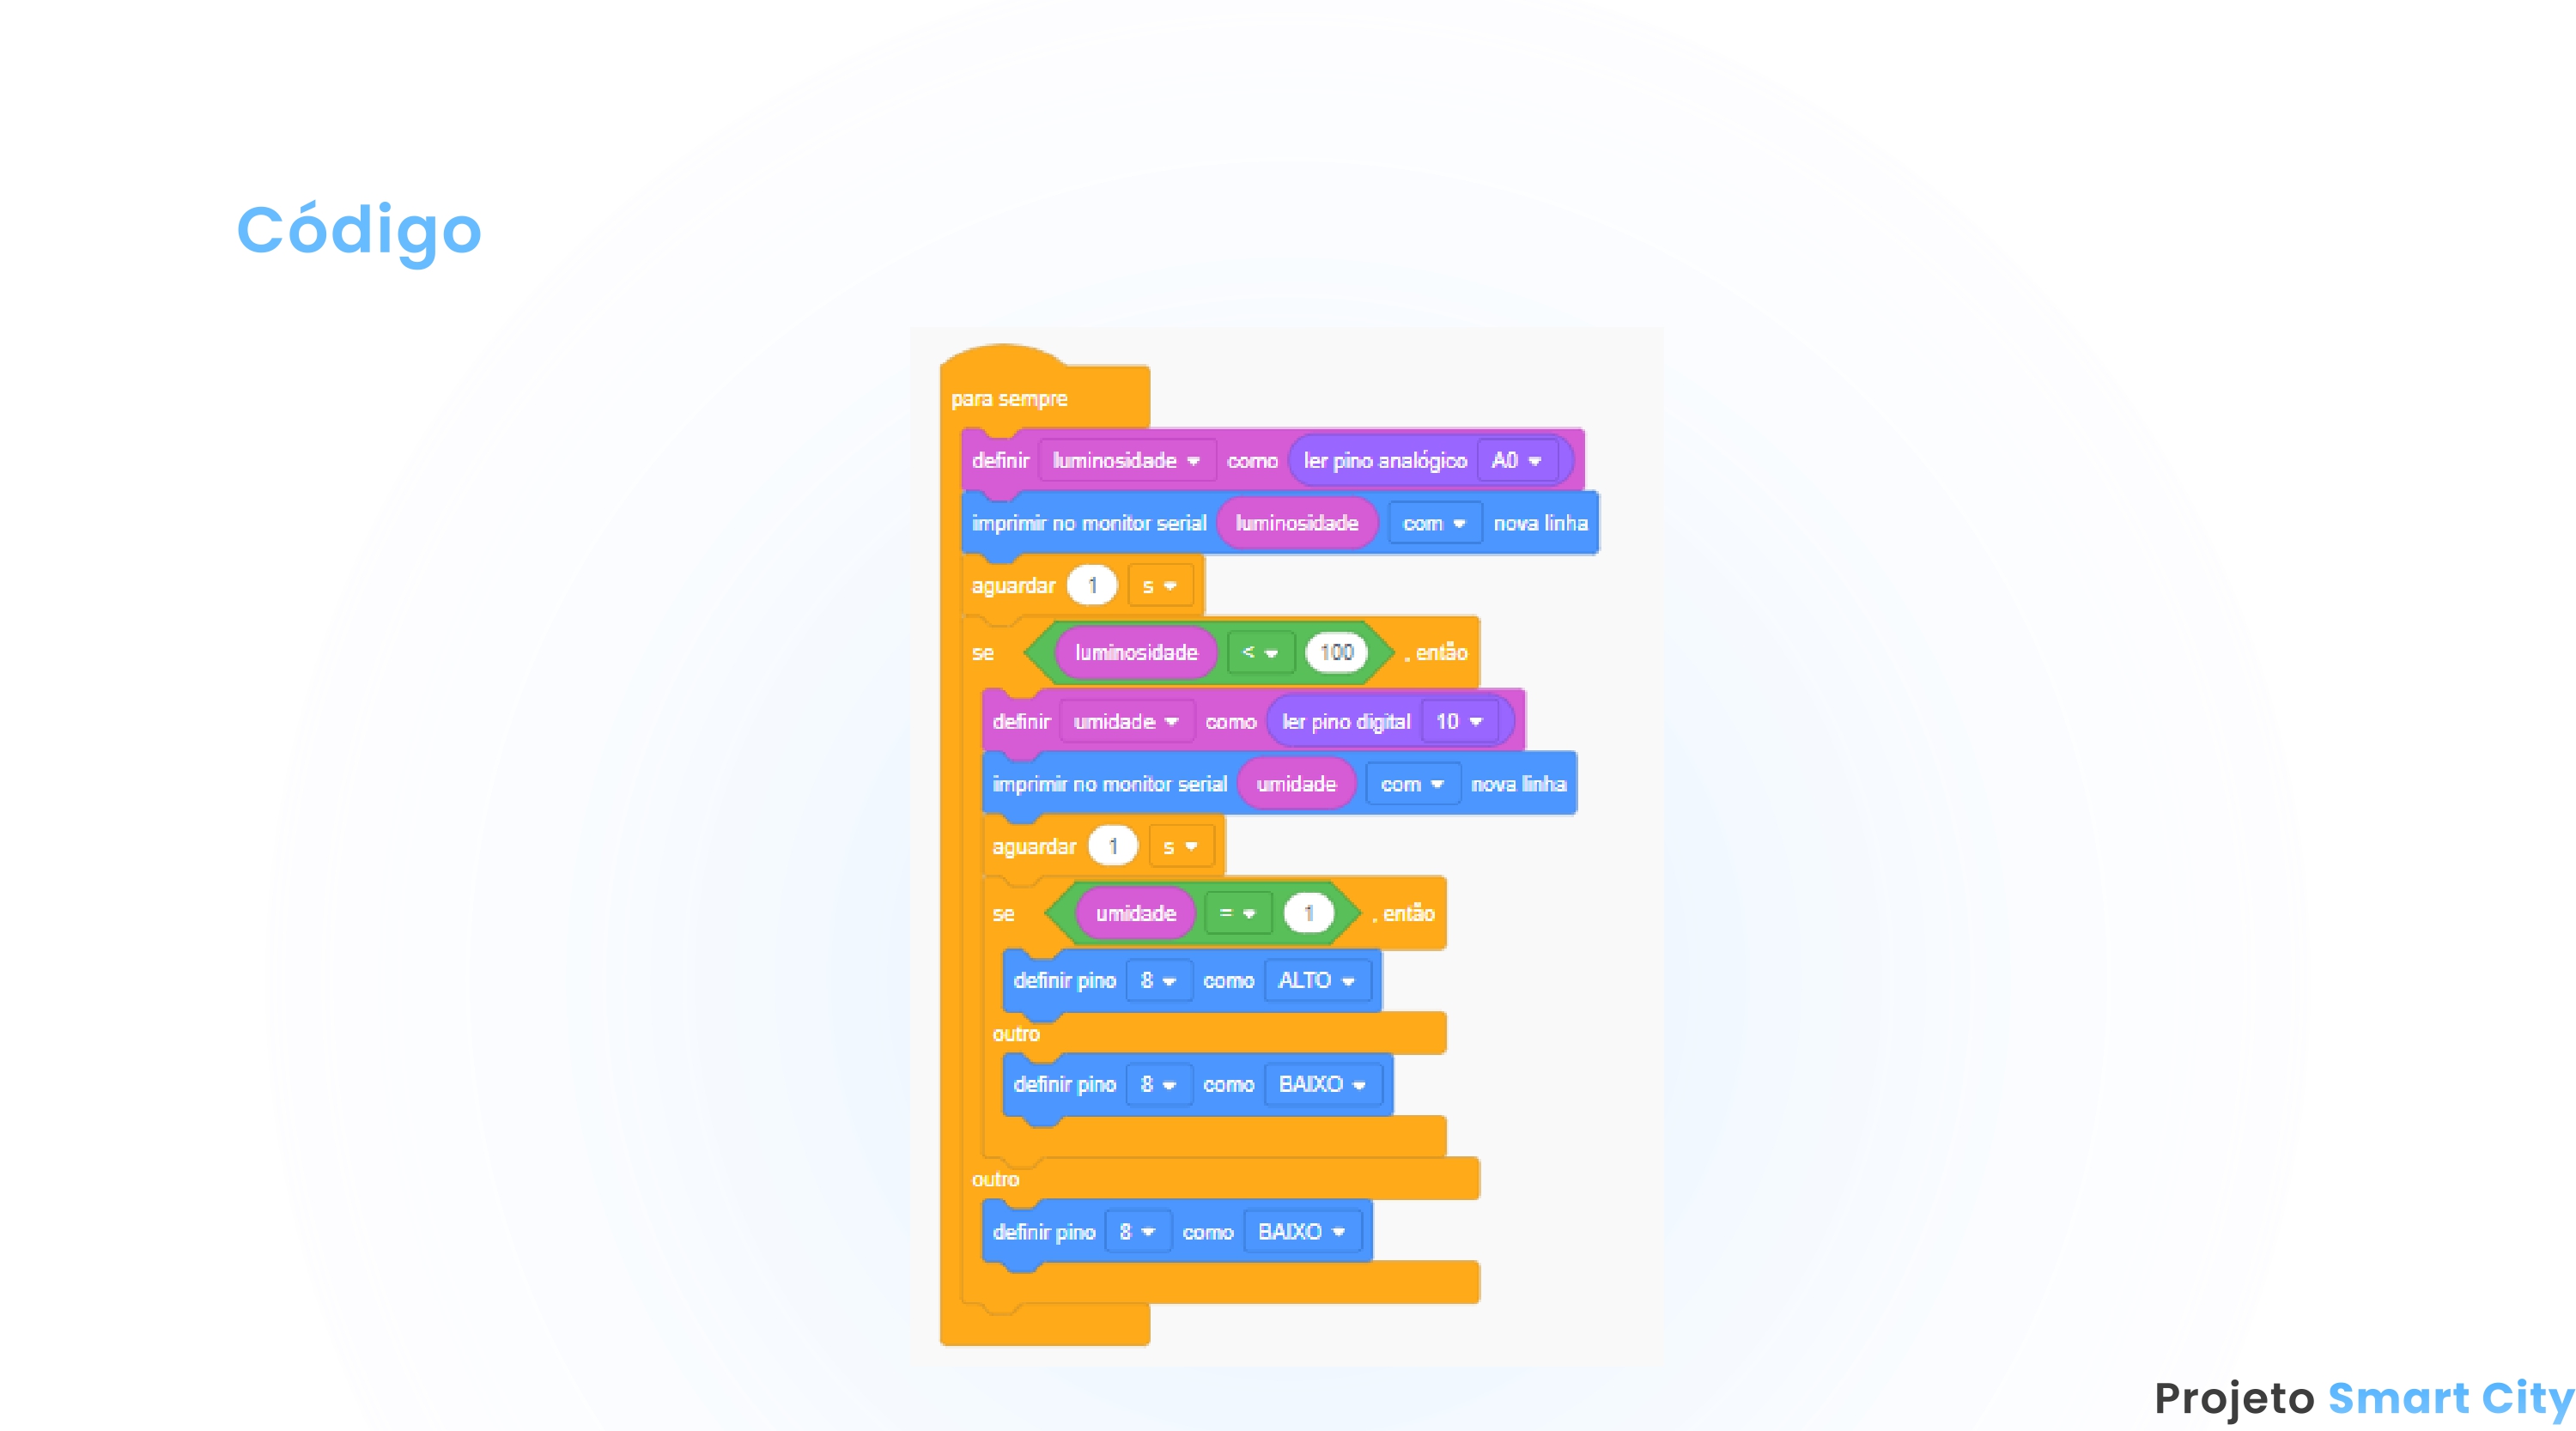 Código
para sempre
definir luminosidade como ler pino analógico A0
imprimir no monitor serial luminosidade com nova linha
aguardar 1 s
se luminosidade < 100 , então
definir umidade como ler pino digital 10
imprimir no monitor serial umidade com nova linha
aguardar 1 s
se umidade = 1 , então
definir pino 8 como ALTO
outro
definir pino 8 como BAIXO
outro
definir pino 8 como BAIXO
Projeto Smart City